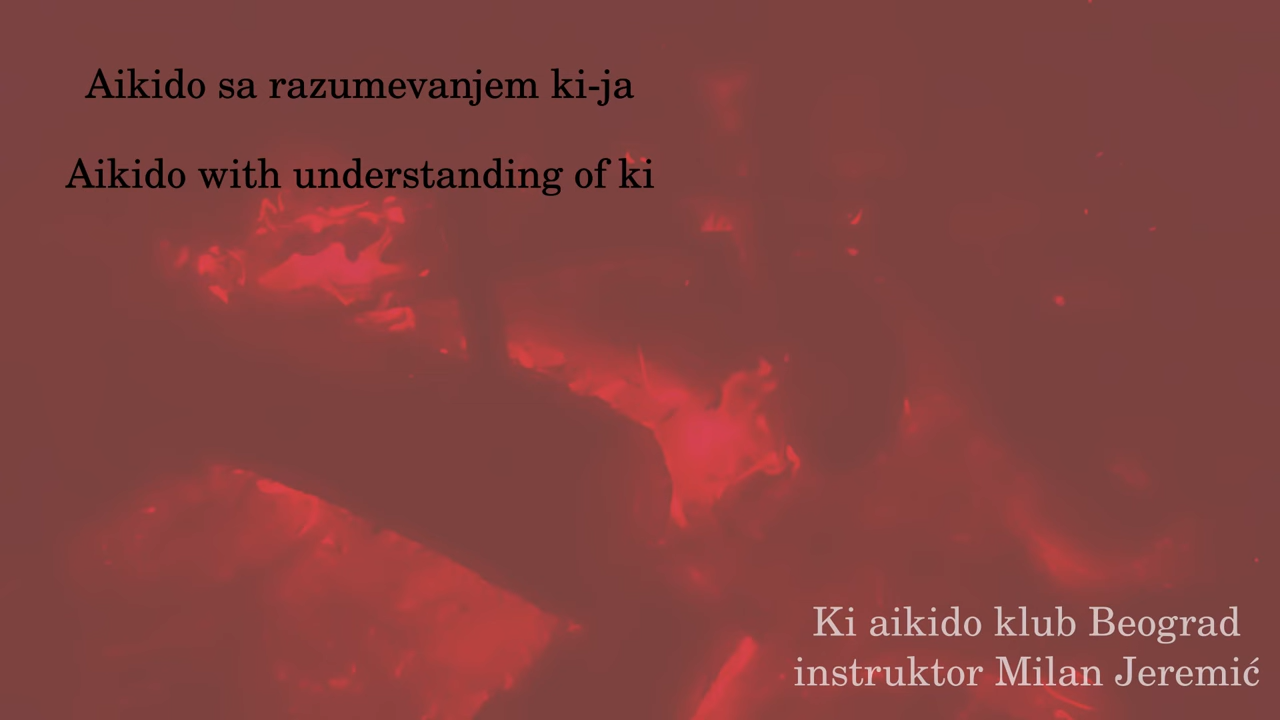 Aikido sa razumevanjem ki-ja
Aikido with understanding of ki
Ki aikido klub Beograd
instruktor Milan Jeremić